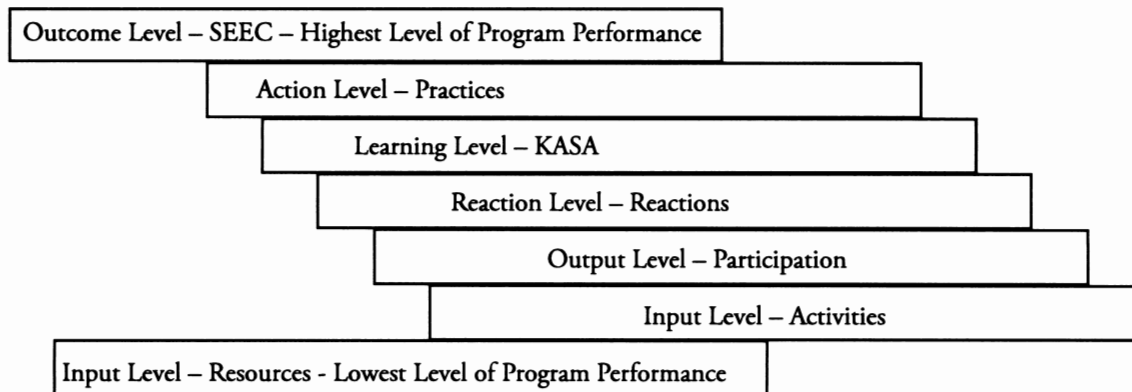 Outcome Level – SEEC – Highest Level of Program Performance
Action Level – Practices
Learning Level – KASA
Reaction Level – Reactions
Output Level – Participation
Input Level – Activities
Input Level – Resources - Lowest Level of Program Performance